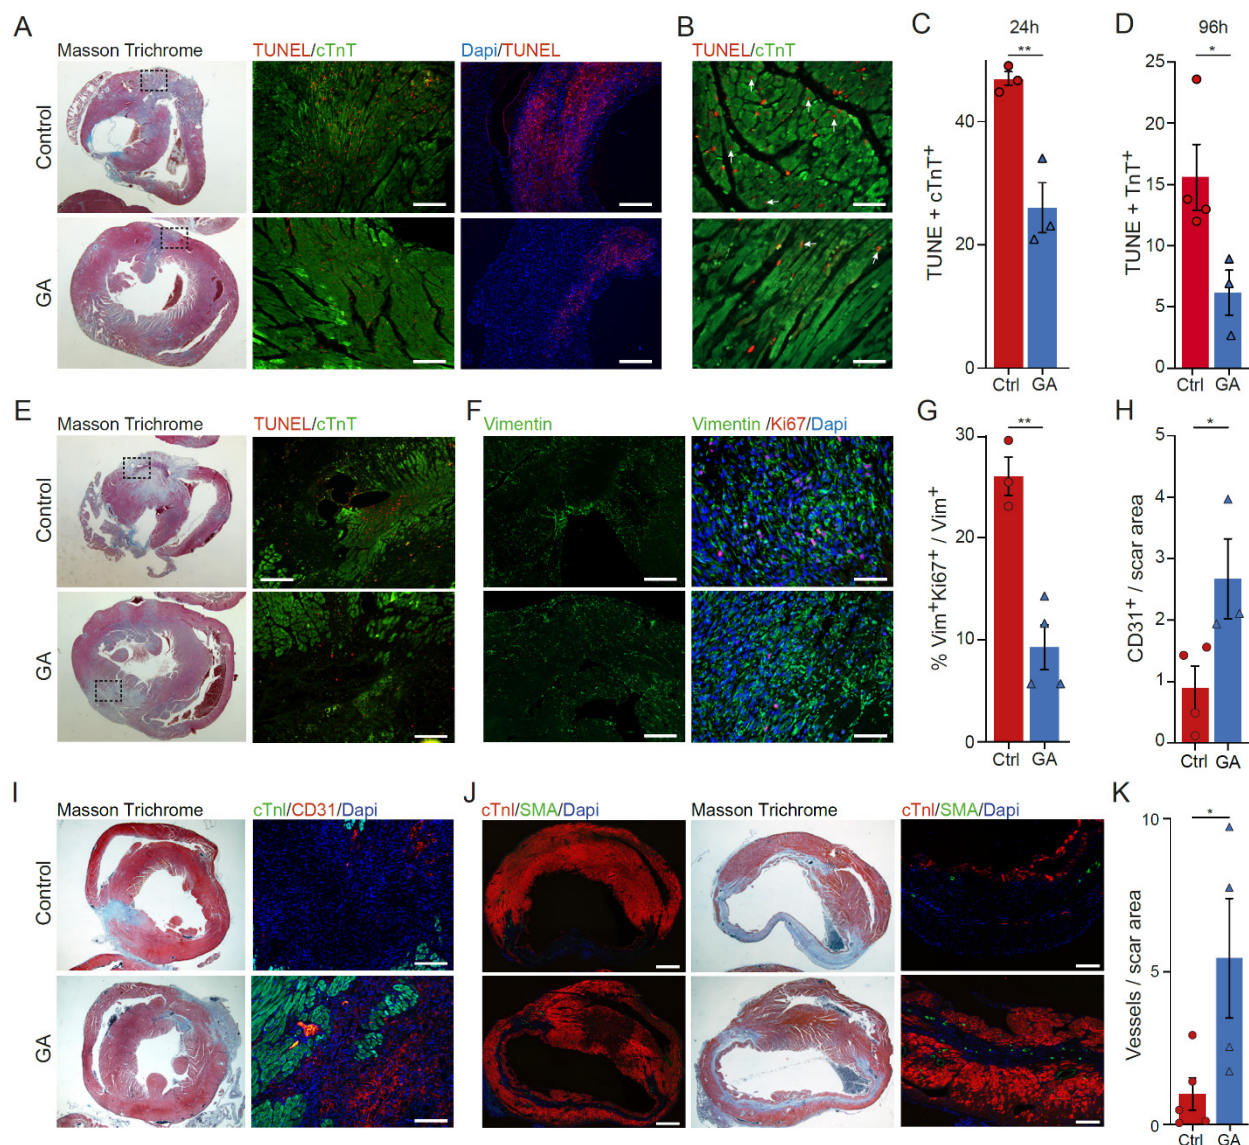 A
B
C
D
Masson Trichrome
TUNEL/cTnT
Dapi/TUNEL
TUNEL/cTnT
24h
96h
Control
GA
**
*
TUNE + cTnT+
40
20
0
Ctrl
GA
TUNE + TnT+
25
20
15
10
5
0
Ctrl
GA
E
F
G
H
Masson Trichrome
TUNEL/cTnT
Vimentin
Vimentin /Ki67/Dapi
Control
GA
**
*
% Vim+Ki67+ / Vim+
30
20
10
0
Ctrl
GA
CD31+ / scar area
5
4
3
2
1
0
Ctrl
GA
I
J
K
Masson Trichrome
cTnI/CD31/Dapi
cTnI/SMA/Dapi
Masson Trichrome
cTnI/SMA/Dapi
Control
GA
*
Vessels / scar area
10
5
0
Ctrl
GA